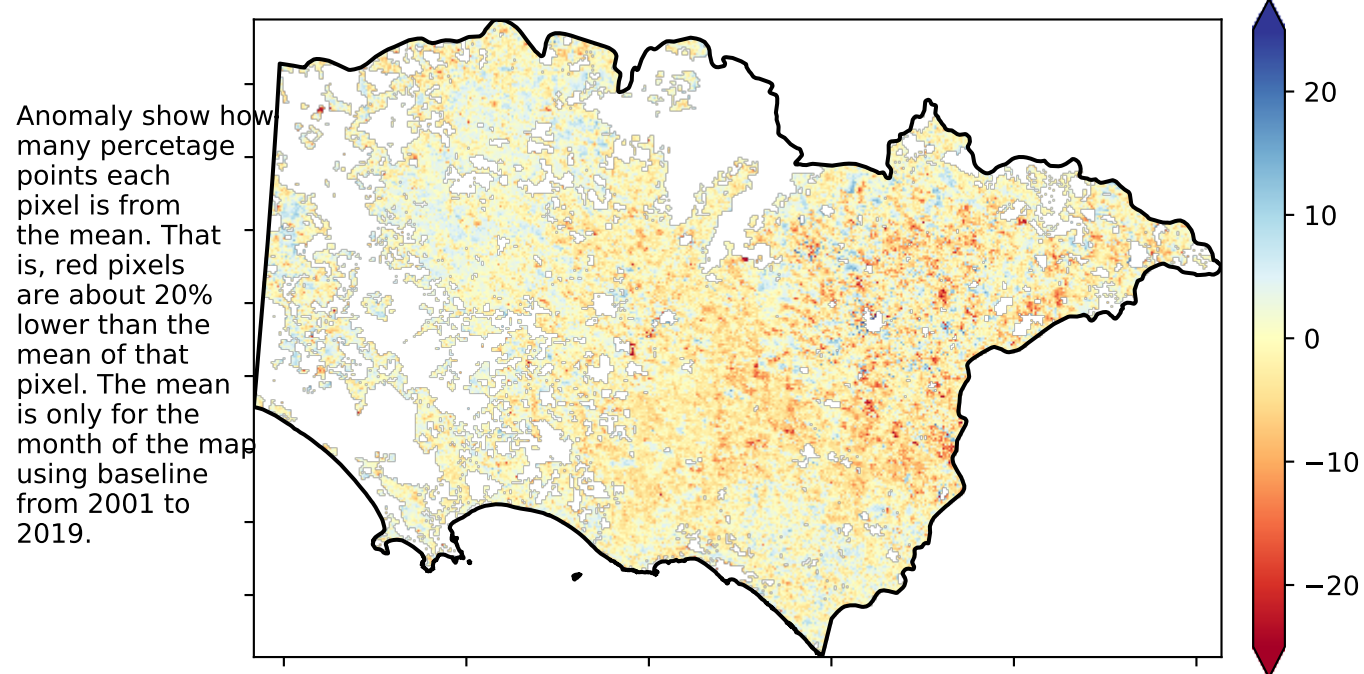 Anomaly show how
many percetage
points each
pixel is from
the mean. That
is, red pixels
are about 20%
lower than the
mean of that
pixel. The mean
is only for the
month of the map
using baseline
from 2001 to
2019.
20
10
0
−10
−20